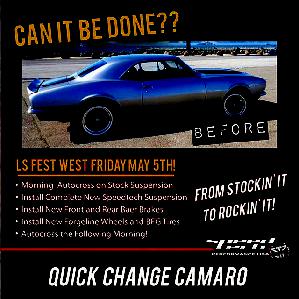 CAN IT BE DONE??
BEFORE
LS FEST WEST FRIDAY MAY 5TH!
• Morning Autocross on Stock Suspension
• Install Complete New Speedtech Suspension
• Install New Front and Rear Baer Brakes
• Install New Forgeline Wheels and BFG Tires
• Autocross the Following Morning!
FROM STOCKIN' IT
TO ROCKIN' IT!
PERFORMANCE USA
QUICK CHANGE CAMARO